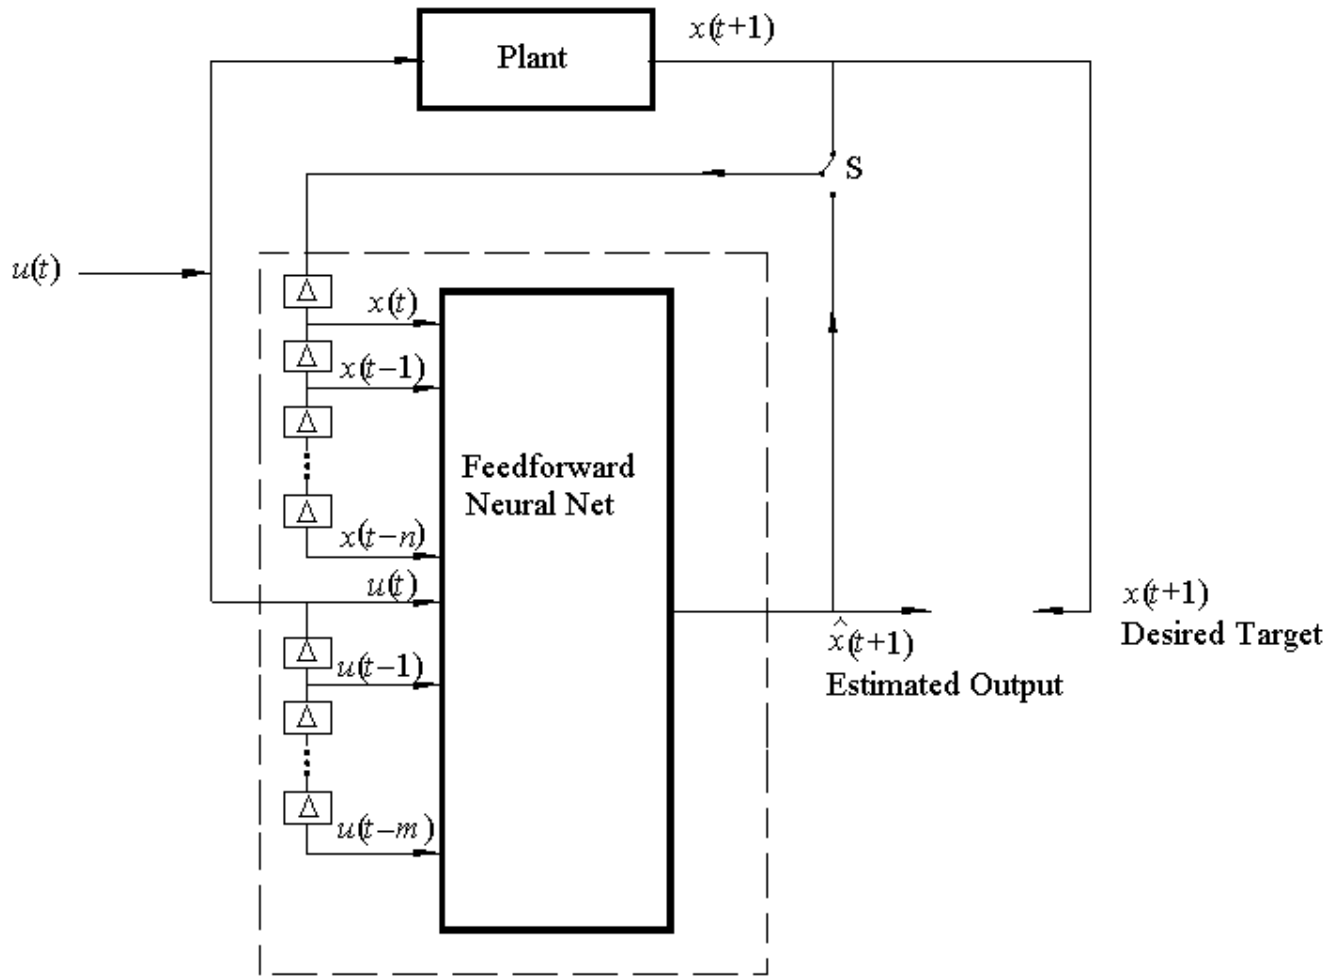 x(t+1)
Plant
S
u(t)
Δ
x(t)
Δ
x(t−1)
Δ
Feedforward
Neural Net
Δ
x(t−n)
u(t)
x(t+1)
Desired Target
x̂(t+1)
Estimated Output
Δ
u(t−1)
Δ
Δ
u(t−m)